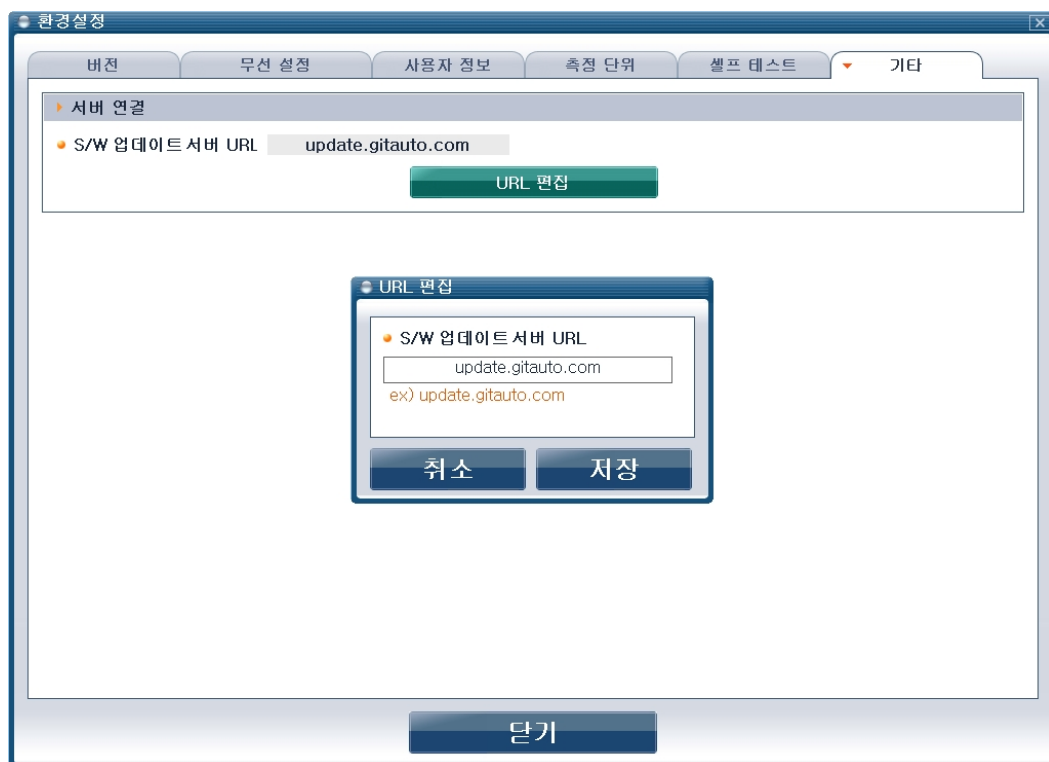 환경설정
버전 무선 설정 사용자 정보 측정 단위 셀프 테스트 기타
서버 연결
S/W 업데이트서버 URL update.gitauto.com
URL 편집
URL 편집
S/W 업데이트서버 URL
update.gitauto.com
ex) update.gitauto.com
취소 저장
닫기